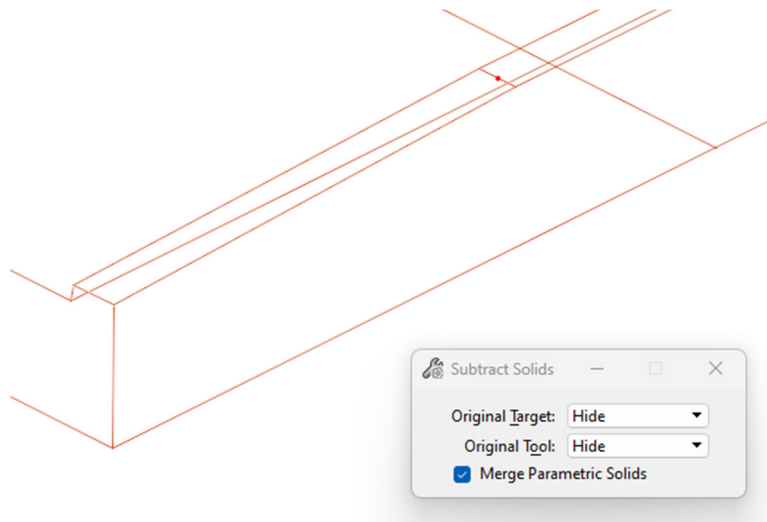 Subtract Solids
Original Target: Hide
Original Tool: Hide
Merge Parametric Solids